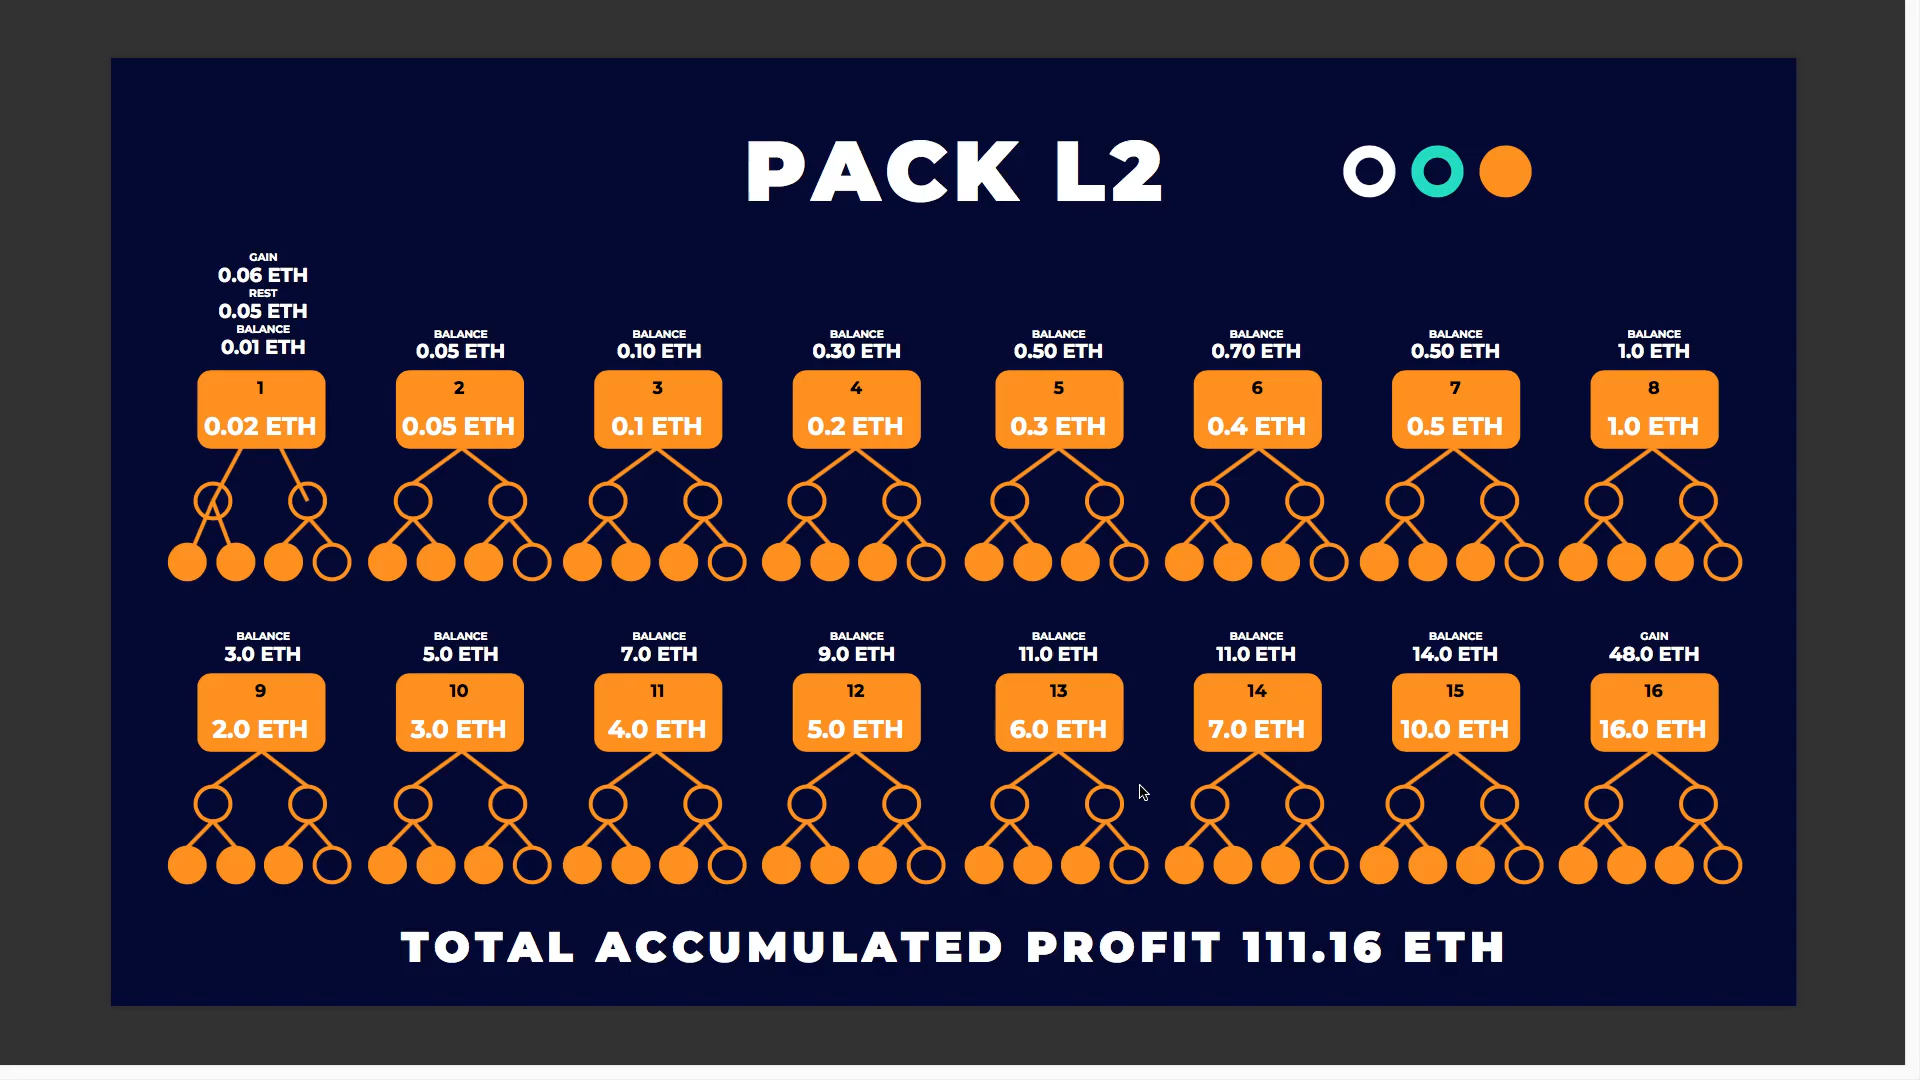 PACK L2
GAIN
0.06 ETH
REST
0.05 ETH
BALANCE
0.01 ETH
1
0.02 ETH
BALANCE
0.05 ETH
2
0.05 ETH
BALANCE
0.10 ETH
3
0.1 ETH
BALANCE
0.30 ETH
4
0.2 ETH
BALANCE
0.50 ETH
5
0.3 ETH
BALANCE
0.70 ETH
6
0.4 ETH
BALANCE
0.50 ETH
7
0.5 ETH
BALANCE
1.0 ETH
8
1.0 ETH
BALANCE
3.0 ETH
9
2.0 ETH
BALANCE
5.0 ETH
10
3.0 ETH
BALANCE
7.0 ETH
11
4.0 ETH
BALANCE
9.0 ETH
12
5.0 ETH
BALANCE
11.0 ETH
13
6.0 ETH
BALANCE
11.0 ETH
14
7.0 ETH
BALANCE
14.0 ETH
15
10.0 ETH
GAIN
48.0 ETH
16
16.0 ETH
TOTAL ACCUMULATED PROFIT 111.16 ETH